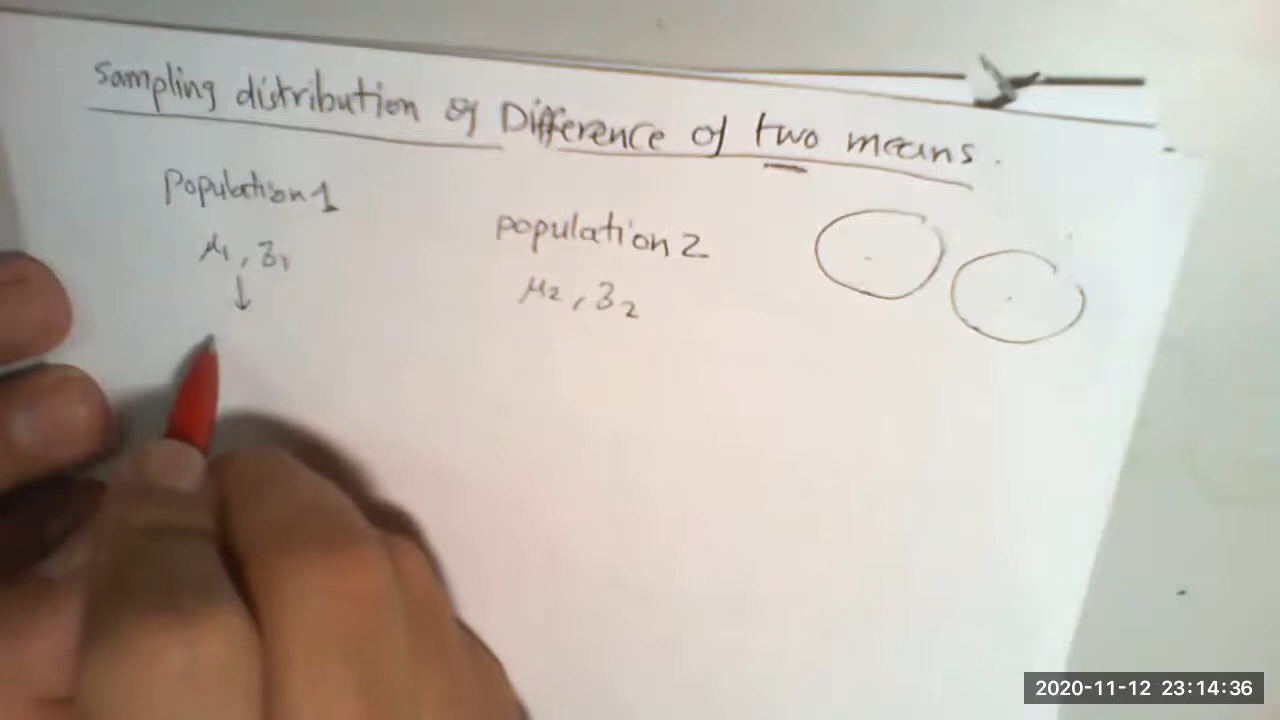 Sampling distribution of Difference of two means.
Population 1
μ₁, σ₁
population 2
μ₂, σ₂
2020-11-12 23:14:36